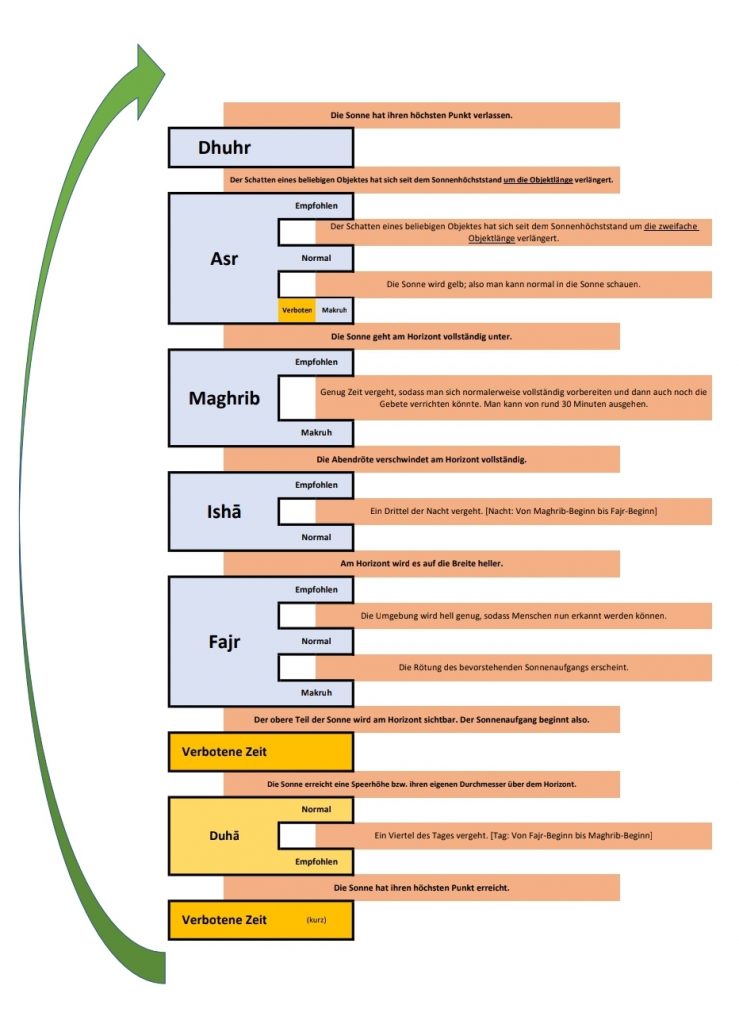 Die Sonne hat ihren höchsten Punkt verlassen.
Dhuhr
Der Schatten eines beliebigen Objektes hat sich seit dem Sonnenhöchststand um die Objektlänge verlängert.
Empfohlen
Der Schatten eines beliebigen Objektes hat sich seit dem Sonnenhöchststand um die zweifache
Objektlänge verlängert.
Asr
Normal
Die Sonne wird gelb; also man kann normal in die Sonne schauen.
Verboten
Makruh
Die Sonne geht am Horizont vollständig unter.
Empfohlen
Maghrib
Genug Zeit vergeht, sodass man sich normalerweise vollständig vorbereiten und dann auch noch die
Gebete verrichten könnte. Man kann von rund 30 Minuten ausgehen.
Makruh
Die Abendröte verschwindet am Horizont vollständig.
Empfohlen
Ishā
Ein Drittel der Nacht vergeht. [Nacht: Von Maghrib-Beginn bis Fajr-Beginn]
Normal
Am Horizont wird es auf die Breite heller.
Empfohlen
Die Umgebung wird hell genug, sodass Menschen nun erkannt werden können.
Fajr
Normal
Die Rötung des bevorstehenden Sonnenaufgangs erscheint.
Makruh
Der obere Teil der Sonne wird am Horizont sichtbar. Der Sonnenaufgang beginnt also.
Verbotene Zeit
Die Sonne erreicht eine Speerhöhe bzw. ihren eigenen Durchmesser über dem Horizont.
Normal
Duhā
Ein Viertel des Tages vergeht. [Tag: Von Fajr-Beginn bis Maghrib-Beginn]
Empfohlen
Die Sonne hat ihren höchsten Punkt erreicht.
Verbotene Zeit (kurz)